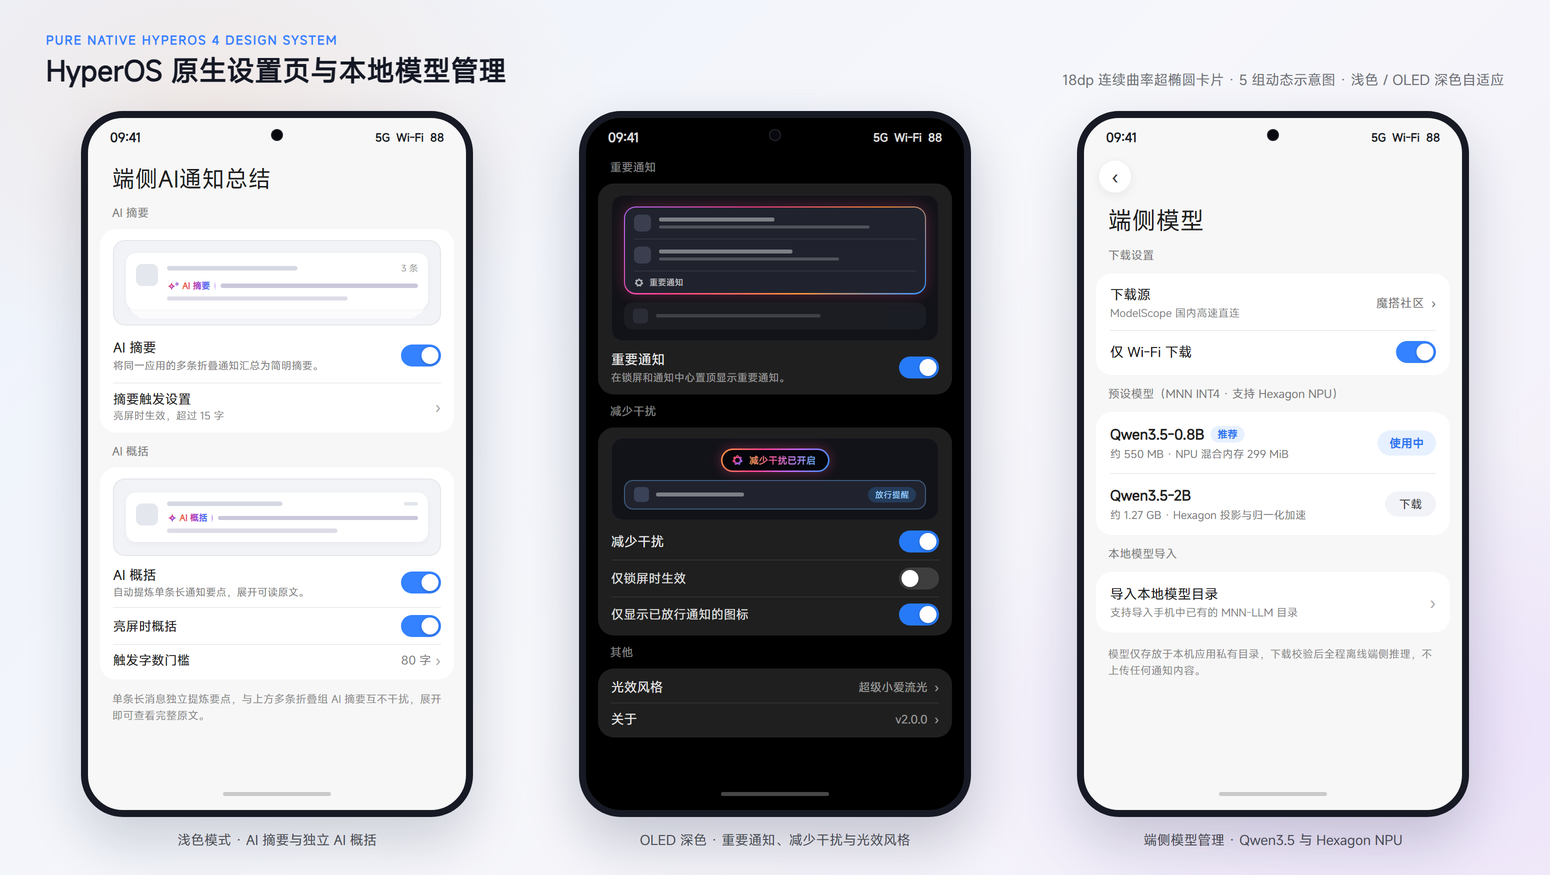 PURE NATIVE HYPEROS 4 DESIGN SYSTEM
HyperOS 原生设置页与本地模型管理
18dp 连续曲率超椭圆卡片 · 5 组动态示意图 · 浅色 / OLED 深色自适应
09:41
5G Wi-Fi 88
端侧AI通知总结
AI 摘要
3 条
AI 摘要
AI 摘要
将同一应用的多条折叠通知汇总为简明摘要。
摘要触发设置
亮屏时生效，超过 15 字
AI 概括
AI 概括
AI 概括
自动提炼单条长通知要点，展开可读原文。
亮屏时概括
触发字数门槛
80 字
单条长消息独立提炼要点，与上方多条折叠组 AI 摘要互不干扰，展开
即可查看完整原文。
浅色模式 · AI 摘要与独立 AI 概括
09:41
5G Wi-Fi 88
重要通知
重要通知
重要通知
在锁屏和通知中心置顶显示重要通知。
减少干扰
减少干扰已开启
放行提醒
减少干扰
仅锁屏时生效
仅显示已放行通知的图标
其他
光效风格
超级小爱流光
关于
v2.0.0
OLED 深色 · 重要通知、减少干扰与光效风格
09:41
5G Wi-Fi 88
端侧模型
下载设置
下载源
ModelScope 国内高速直连
魔搭社区
仅 Wi-Fi 下载
预设模型（MNN INT4 · 支持 Hexagon NPU）
Qwen3.5-0.8B 推荐
约 550 MB · NPU 混合内存 299 MiB
使用中
Qwen3.5-2B
约 1.27 GB · Hexagon 投影与归一化加速
下载
本地模型导入
导入本地模型目录
支持导入手机中已有的 MNN-LLM 目录
模型仅存放于本机应用私有目录，下载校验后全程离线端侧推理，不
上传任何通知内容。
端侧模型管理 · Qwen3.5 与 Hexagon NPU